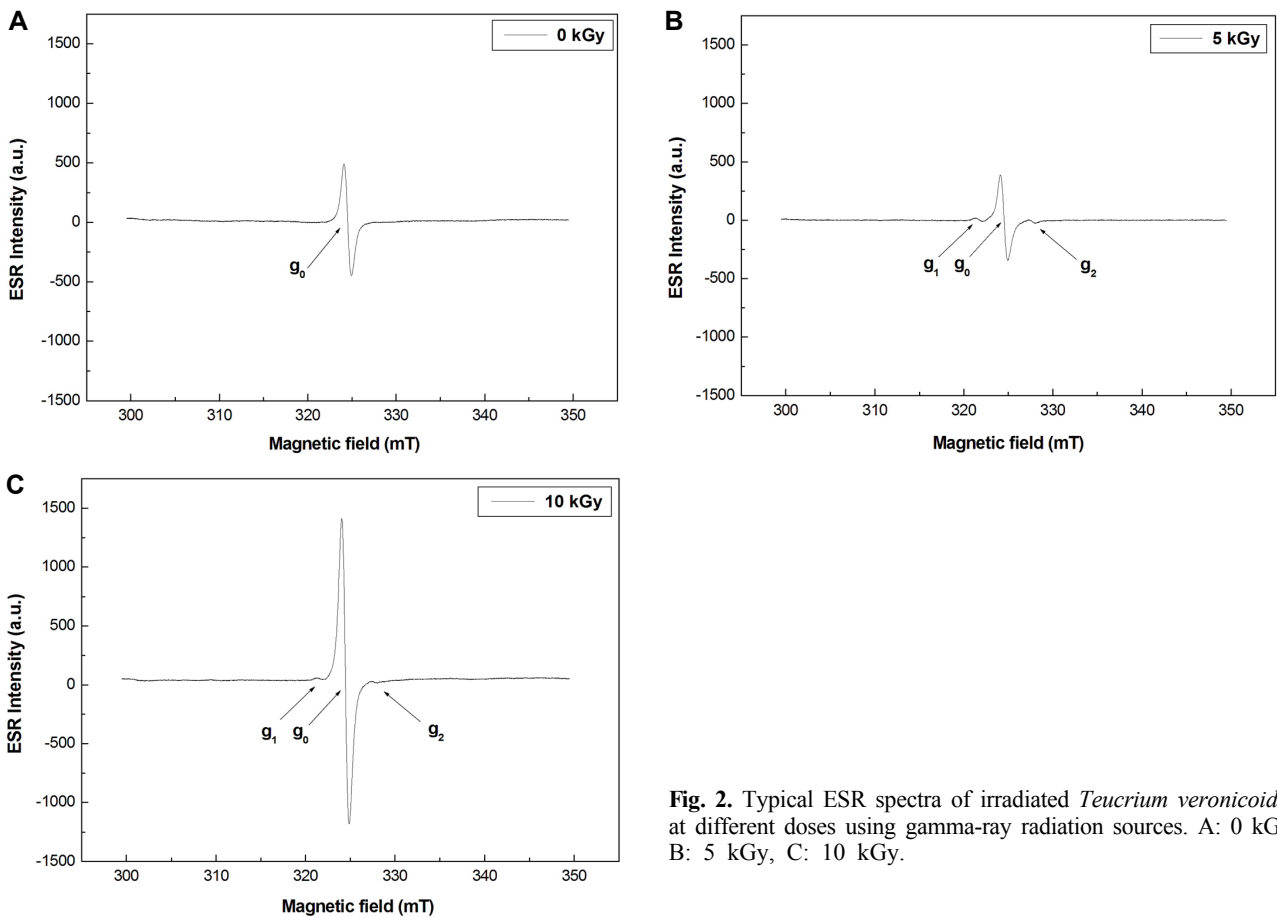 A
0 kGy
1500
1000
500
0
-500
-1000
-1500
g0
300 310 320 330 340 350
ESR Intensity (a.u.)
Magnetic field (mT)
B
5 kGy
1500
1000
500
0
-500
-1000
-1500
g1 g0 g2
300 310 320 330 340 350
ESR Intensity (a.u.)
Magnetic field (mT)
C
10 kGy
1500
1000
500
0
-500
-1000
-1500
g1 g0 g2
300 310 320 330 340 350
ESR Intensity (a.u.)
Magnetic field (mT)
Fig. 2. Typical ESR spectra of irradiated Teucrium veronicoid
at different doses using gamma-ray radiation sources. A: 0 kG
B: 5 kGy, C: 10 kGy.